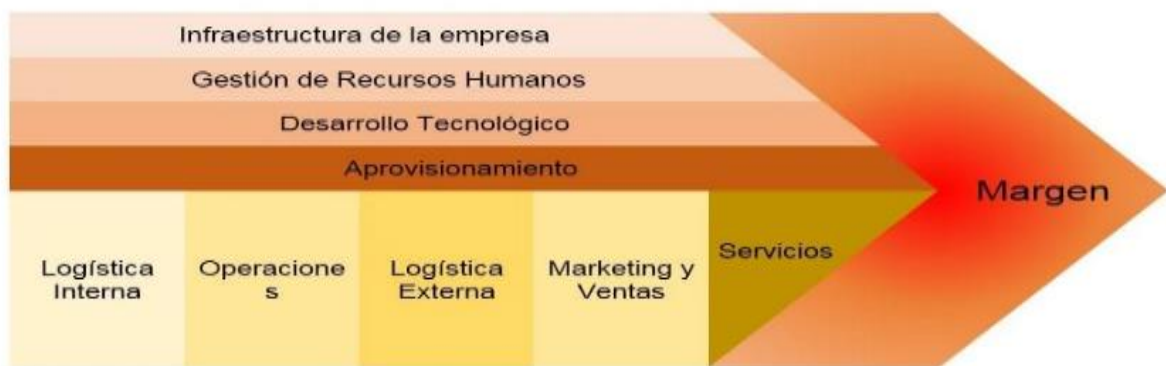 Infraestructura de la empresa
Gestión de Recursos Humanos
Desarrollo Tecnológico
Aprovisionamiento
Margen
Logística
Interna
Operacione
s
Logística
Externa
Marketing y
Ventas
Servicios